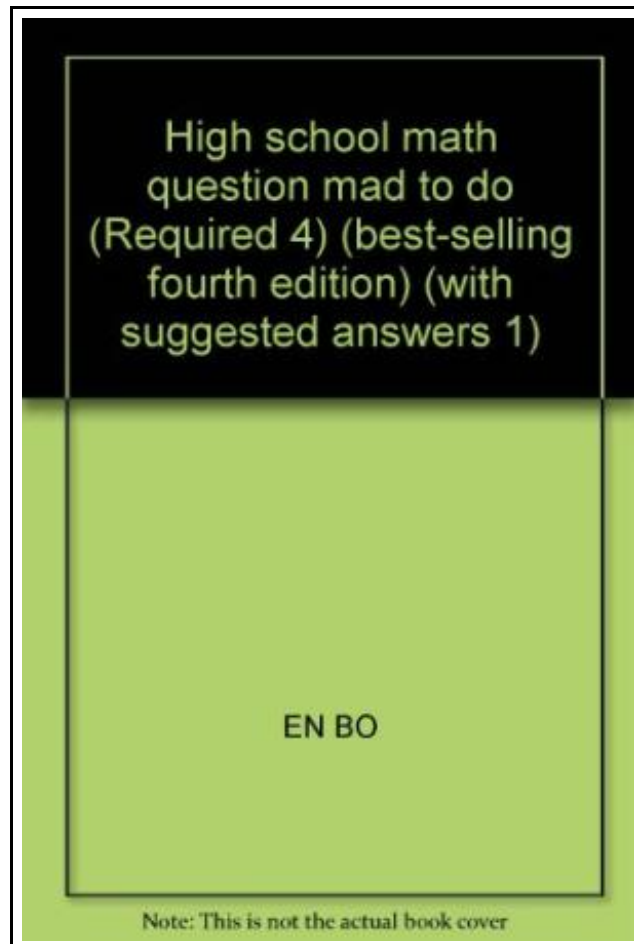 High school math
question mad to do
(Required 4) (best-selling
fourth edition) (with
suggested answers 1)
EN BO
Note: This is not the actual book cover